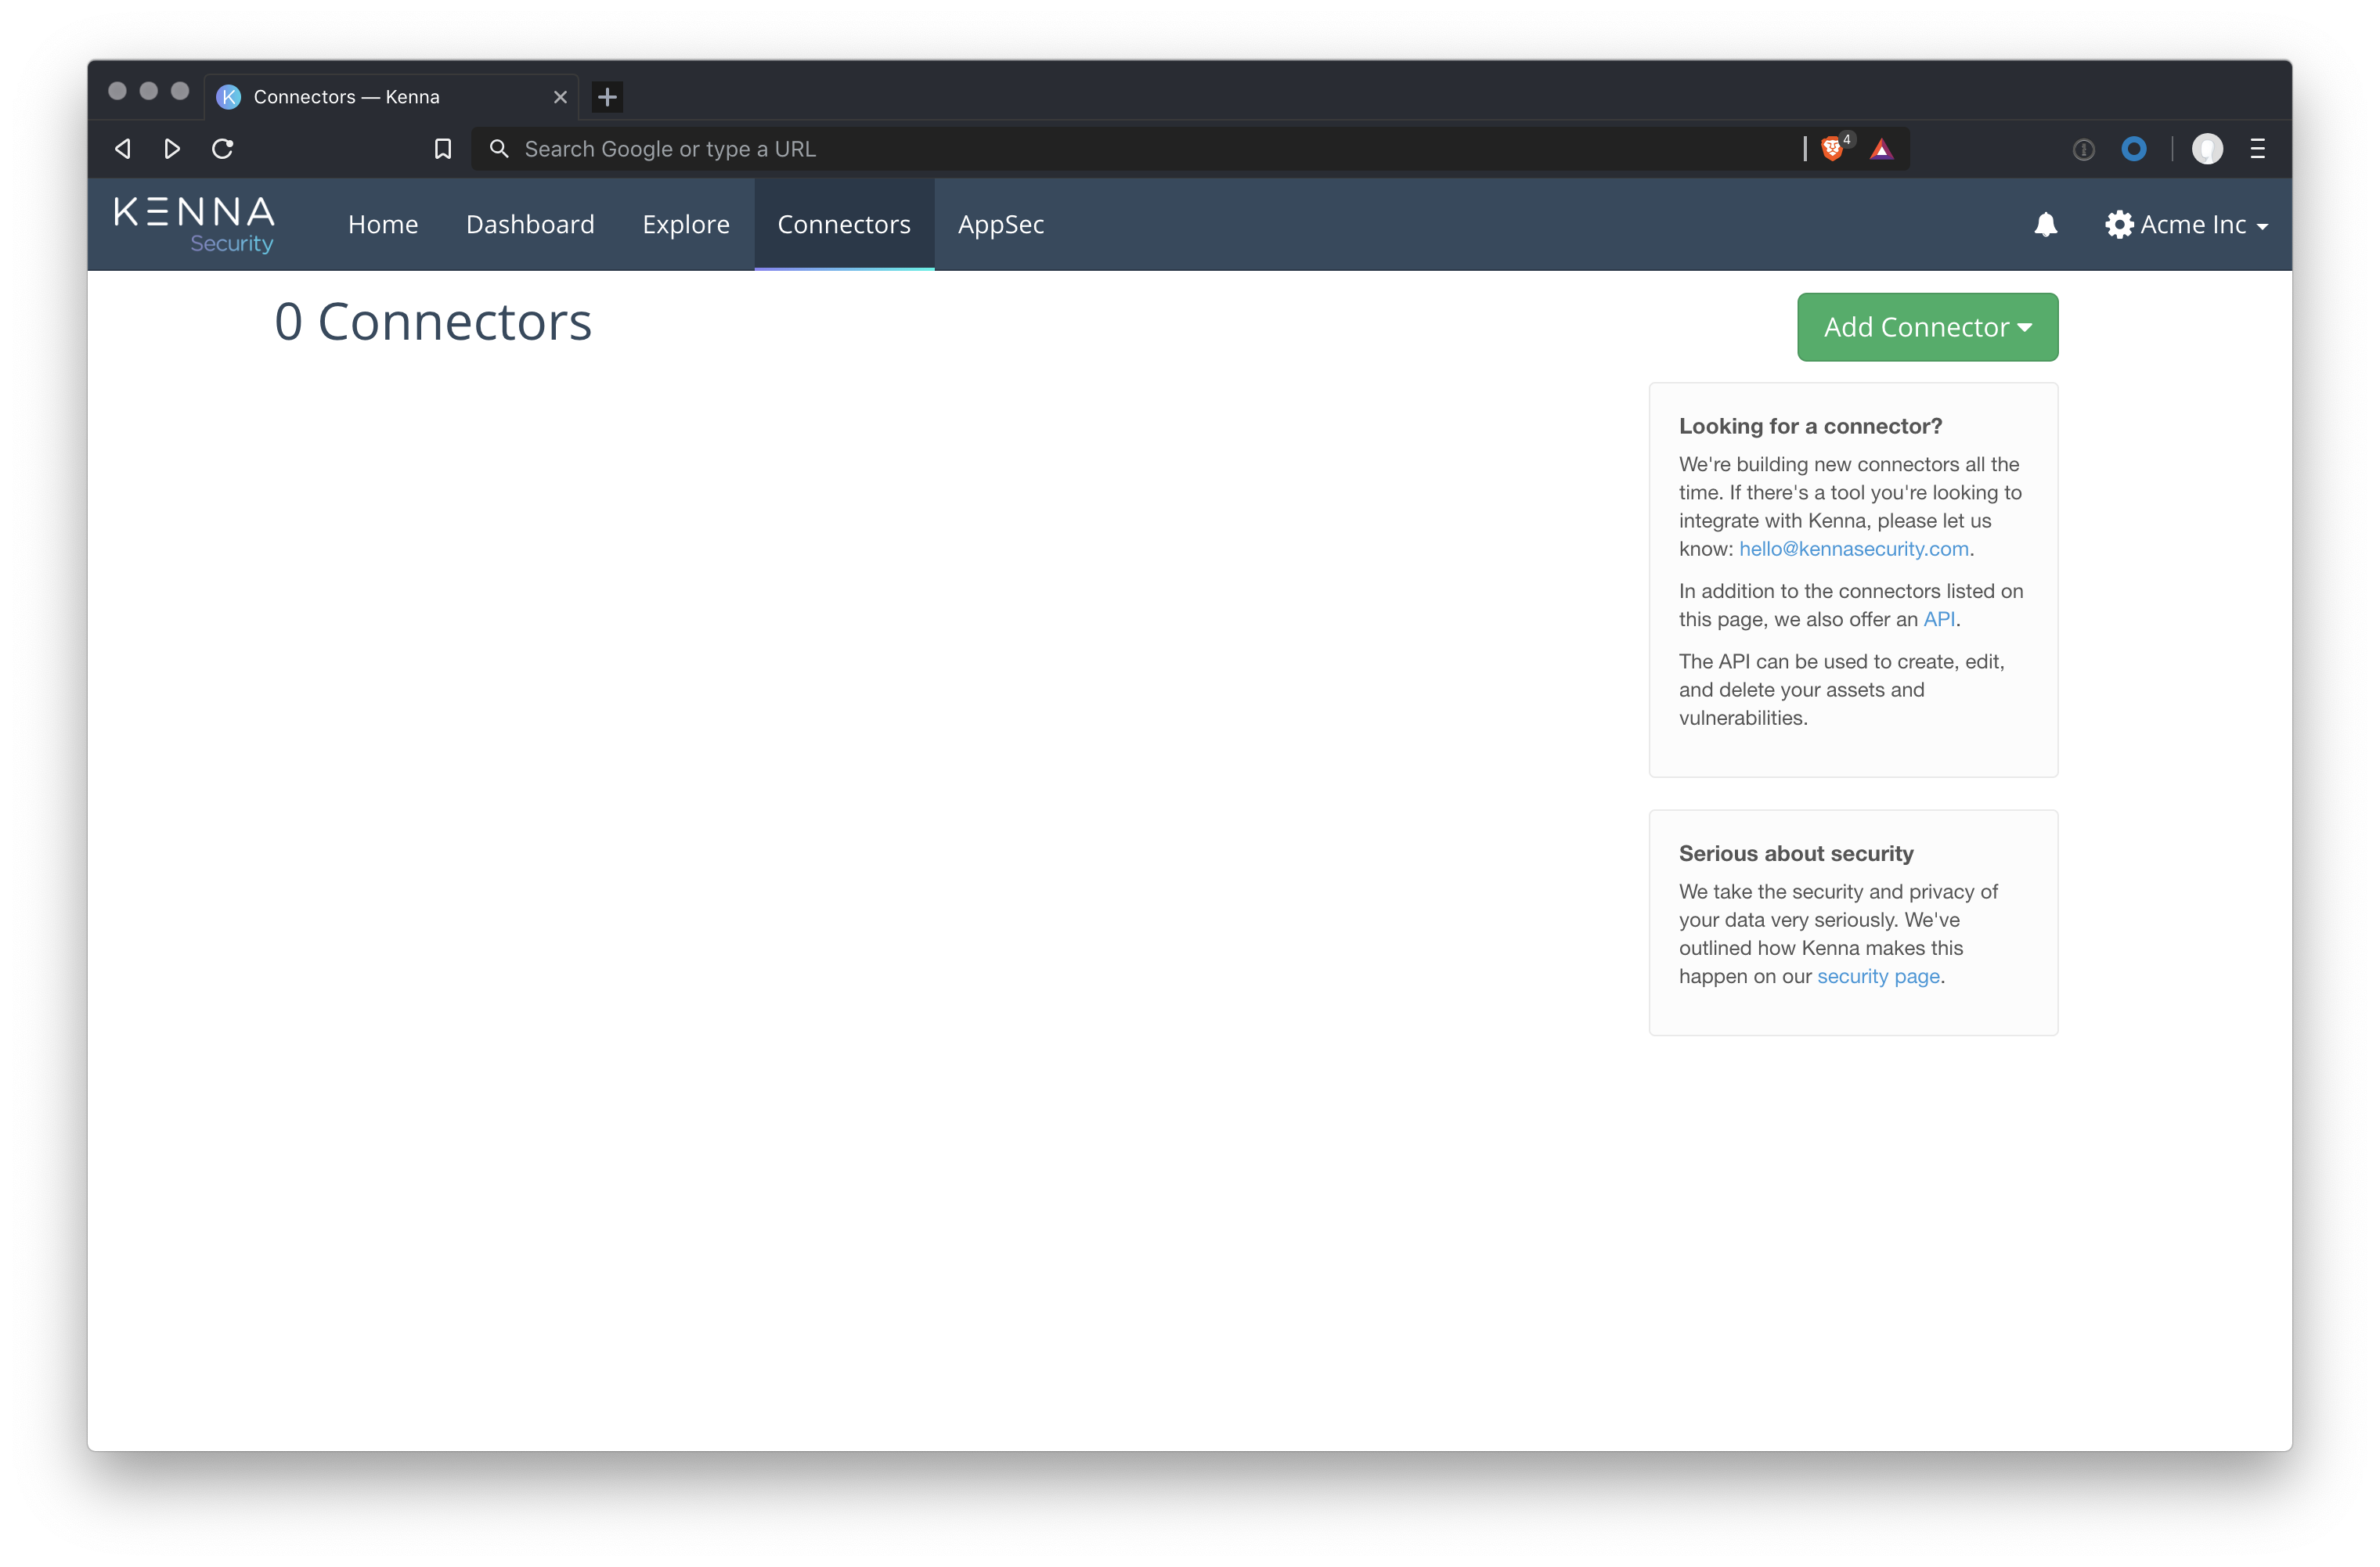 Connectors — Kenna
Search Google or type a URL
4
KENNA
Security
Home
Dashboard
Explore
Connectors
AppSec
Acme Inc
0 Connectors
Add Connector
Looking for a connector?
We're building new connectors all the
time. If there's a tool you're looking to
integrate with Kenna, please let us
know: hello@kennasecurity.com.
In addition to the connectors listed on
this page, we also offer an API.
The API can be used to create, edit,
and delete your assets and
vulnerabilities.
Serious about security
We take the security and privacy of
your data very seriously. We've
outlined how Kenna makes this
happen on our security page.